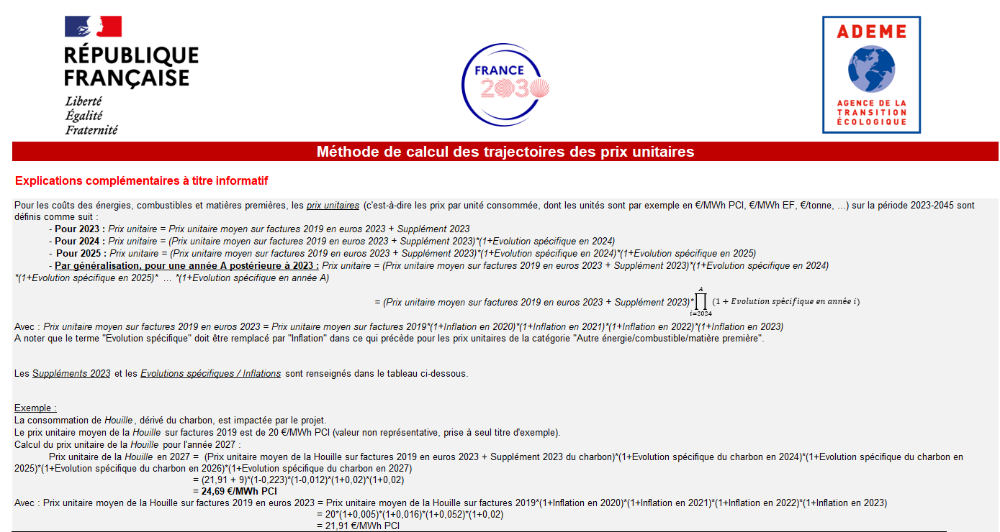 RÉPUBLIQUE
FRANÇAISE
Liberté
Égalité
Fraternité
FRANCE
2030
ADEME
AGENCE DE LA
TRANSITION
ÉCOLOGIQUE
Méthode de calcul des trajectoires des prix unitaires
Explications complémentaires à titre informatif
Pour les coûts des énergies, combustibles et matières premières, les prix unitaires (c'est-à-dire les prix par unité consommée, dont les unités sont par exemple en €/MWh PCI, €/MWh EF, €/tonne, ...) sur la période 2023-2045 sont
définis comme suit :
- Pour 2023 : Prix unitaire = Prix unitaire moyen sur factures 2019 en euros 2023 + Supplément 2023
- Pour 2024 : Prix unitaire = (Prix unitaire moyen sur factures 2019 en euros 2023 + Supplément 2023)*(1+Evolution spécifique en 2024)
- Pour 2025 : Prix unitaire = (Prix unitaire moyen sur factures 2019 en euros 2023 + Supplément 2023)*(1+Evolution spécifique en 2024)*(1+Evolution spécifique en 2025)
- Par généralisation, pour une année A postérieure à 2023 : Prix unitaire = (Prix unitaire moyen sur factures 2019 en euros 2023 + Supplément 2023)*(1+Evolution spécifique en 2024)
*(1+Evolution spécifique en 2025)* ... *(1+Evolution spécifique en année A)
= (Prix unitaire moyen sur factures 2019 en euros 2023 + Supplément 2023)*∏_{i=2024}^{A}(1 + Evolution spécifique en année i)
Avec : Prix unitaire moyen sur factures 2019 en euros 2023 = Prix unitaire moyen sur factures 2019*(1+Inflation en 2020)*(1+Inflation en 2021)*(1+Inflation en 2022)*(1+Inflation en 2023)
A noter que le terme "Evolution spécifique" doit être remplacé par "Inflation" dans ce qui précède pour les prix unitaires de la catégorie "Autre énergie/combustible/matière première".
Les Suppléments 2023 et les Evolutions spécifiques / Inflations sont renseignés dans le tableau ci-dessous.
Exemple :
La consommation de Houille, dérivé du charbon, est impactée par le projet.
Le prix unitaire moyen de la Houille sur factures 2019 est de 20 €/MWh PCI (valeur non représentative, prise à seul titre d'exemple).
Calcul du prix unitaire de la Houille pour l'année 2027 :
Prix unitaire de la Houille en 2027 = (Prix unitaire moyen de la Houille sur factures 2019 en euros 2023 + Supplément 2023 du charbon)*(1+Evolution spécifique du charbon en 2024)*(1+Evolution spécifique du charbon en
2025)*(1+Evolution spécifique du charbon en 2026)*(1+Evolution spécifique du charbon en 2027)
= (21,91 + 9)*(1-0,223)*(1-0,012)*(1+0,02)*(1+0,02)
= 24,69 €/MWh PCI
Avec : Prix unitaire moyen de la Houille sur factures 2019 en euros 2023 = Prix unitaire moyen de la Houille sur factures 2019*(1+Inflation en 2020)*(1+Inflation en 2021)*(1+Inflation en 2022)*(1+Inflation en 2023)
= 20*(1+0,005)*(1+0,016)*(1+0,052)*(1+0,02)
= 21,91 €/MWh PCI